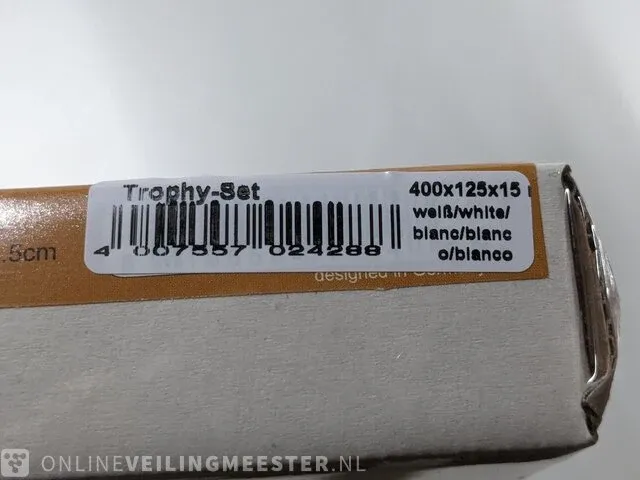 Trophy-Set
400x125x15
weiß/white/
blanc/blanc
o/blanco
4 007557 024288
.5cm
designed in
ONLINEVEILINGMEESTER.NL